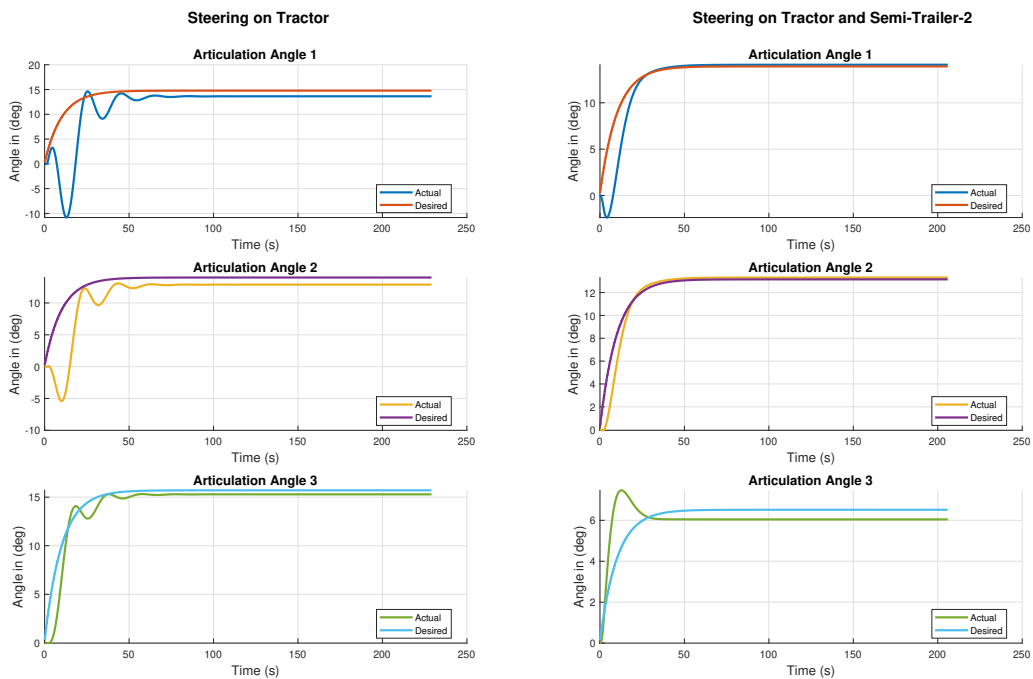 Steering on Tractor
Articulation Angle 1
Angle in (deg)
20
15
10
5
0
-5
-10
0
50
100
150
200
250
Time (s)
Actual
Desired
Articulation Angle 2
Angle in (deg)
10
5
0
-5
-10
0
50
100
150
200
250
Time (s)
Actual
Desired
Articulation Angle 3
Angle in (deg)
15
10
5
0
0
50
100
150
200
250
Time (s)
Actual
Desired
Steering on Tractor and Semi-Trailer-2
Articulation Angle 1
Angle in (deg)
10
5
0
0
50
100
150
200
250
Time (s)
Actual
Desired
Articulation Angle 2
Angle in (deg)
12
10
8
6
4
2
0
0
50
100
150
200
250
Time (s)
Actual
Desired
Articulation Angle 3
Angle in (deg)
6
4
2
0
0
50
100
150
200
250
Time (s)
Actual
Desired